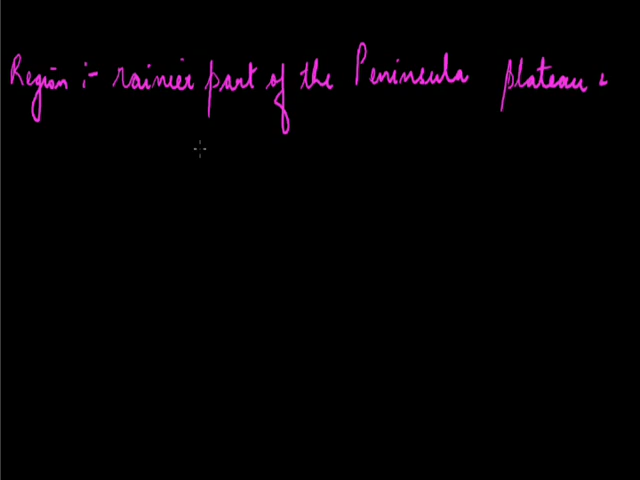 Region :- rainier part of the Peninsula plateau &